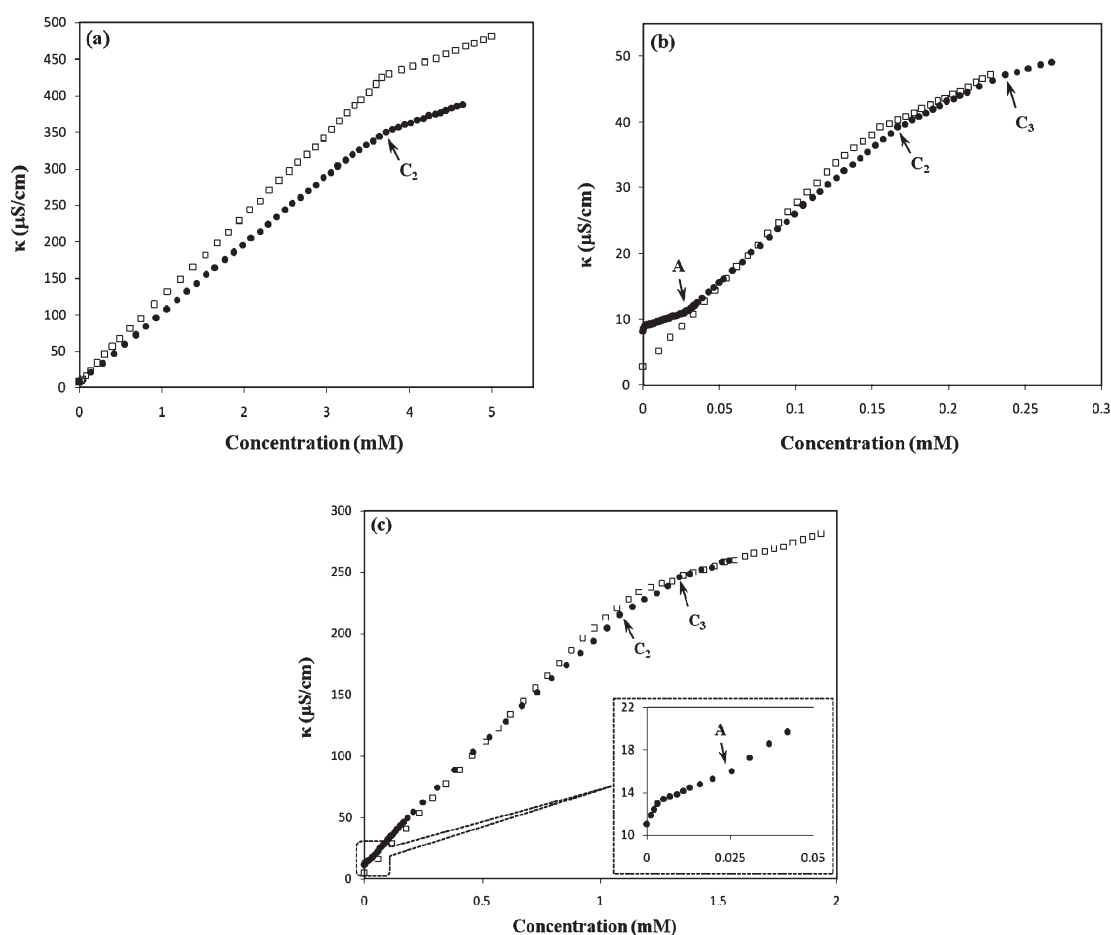 (a)
500
450
400
350
300
250
200
150
100
50
0
κ (µS/cm)
C2
0 1 2 3 4 5
Concentration (mM)
(b)
50
40
30
20
10
0
κ (µS/cm)
A
C2
C3
0 0.05 0.1 0.15 0.2 0.25 0.3
Concentration (mM)
(c)
300
250
200
150
100
50
0
κ (µS/cm)
C2
C3
22
18
14
10
A
0 0.025 0.05
0 0.5 1 1.5 2
Concentration (mM)